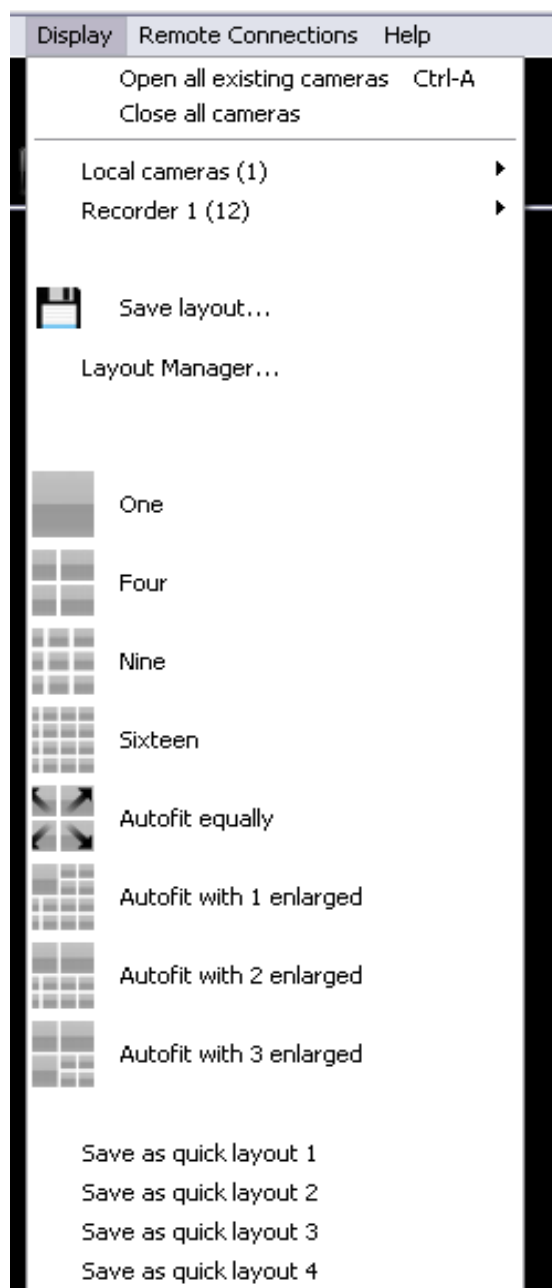 Display Remote Connections Help
Open all existing cameras Ctrl-A
Close all cameras
Local cameras (1)
Recorder 1 (12)
Save layout...
Layout Manager...
One
Four
Nine
Sixteen
Autofit equally
Autofit with 1 enlarged
Autofit with 2 enlarged
Autofit with 3 enlarged
Save as quick layout 1
Save as quick layout 2
Save as quick layout 3
Save as quick layout 4